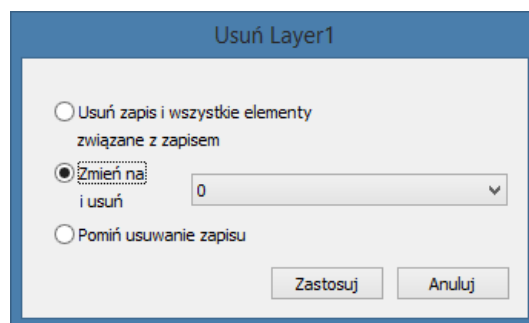 Usuń Layer1
Usuń zapis i wszystkie elementy
związane z zapisem
Zmień na
i usuń
0
Pomiń usuwanie zapisu
Zastosuj Anuluj